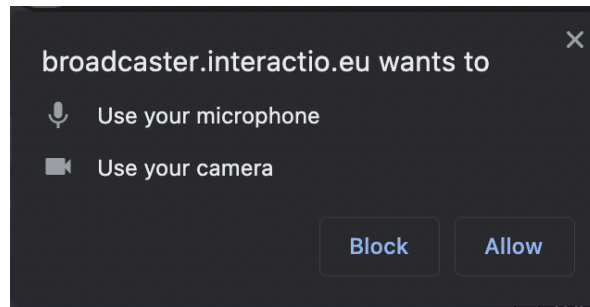 broadcaster.interactio.eu wants to
Use your microphone
Use your camera
Block Allow